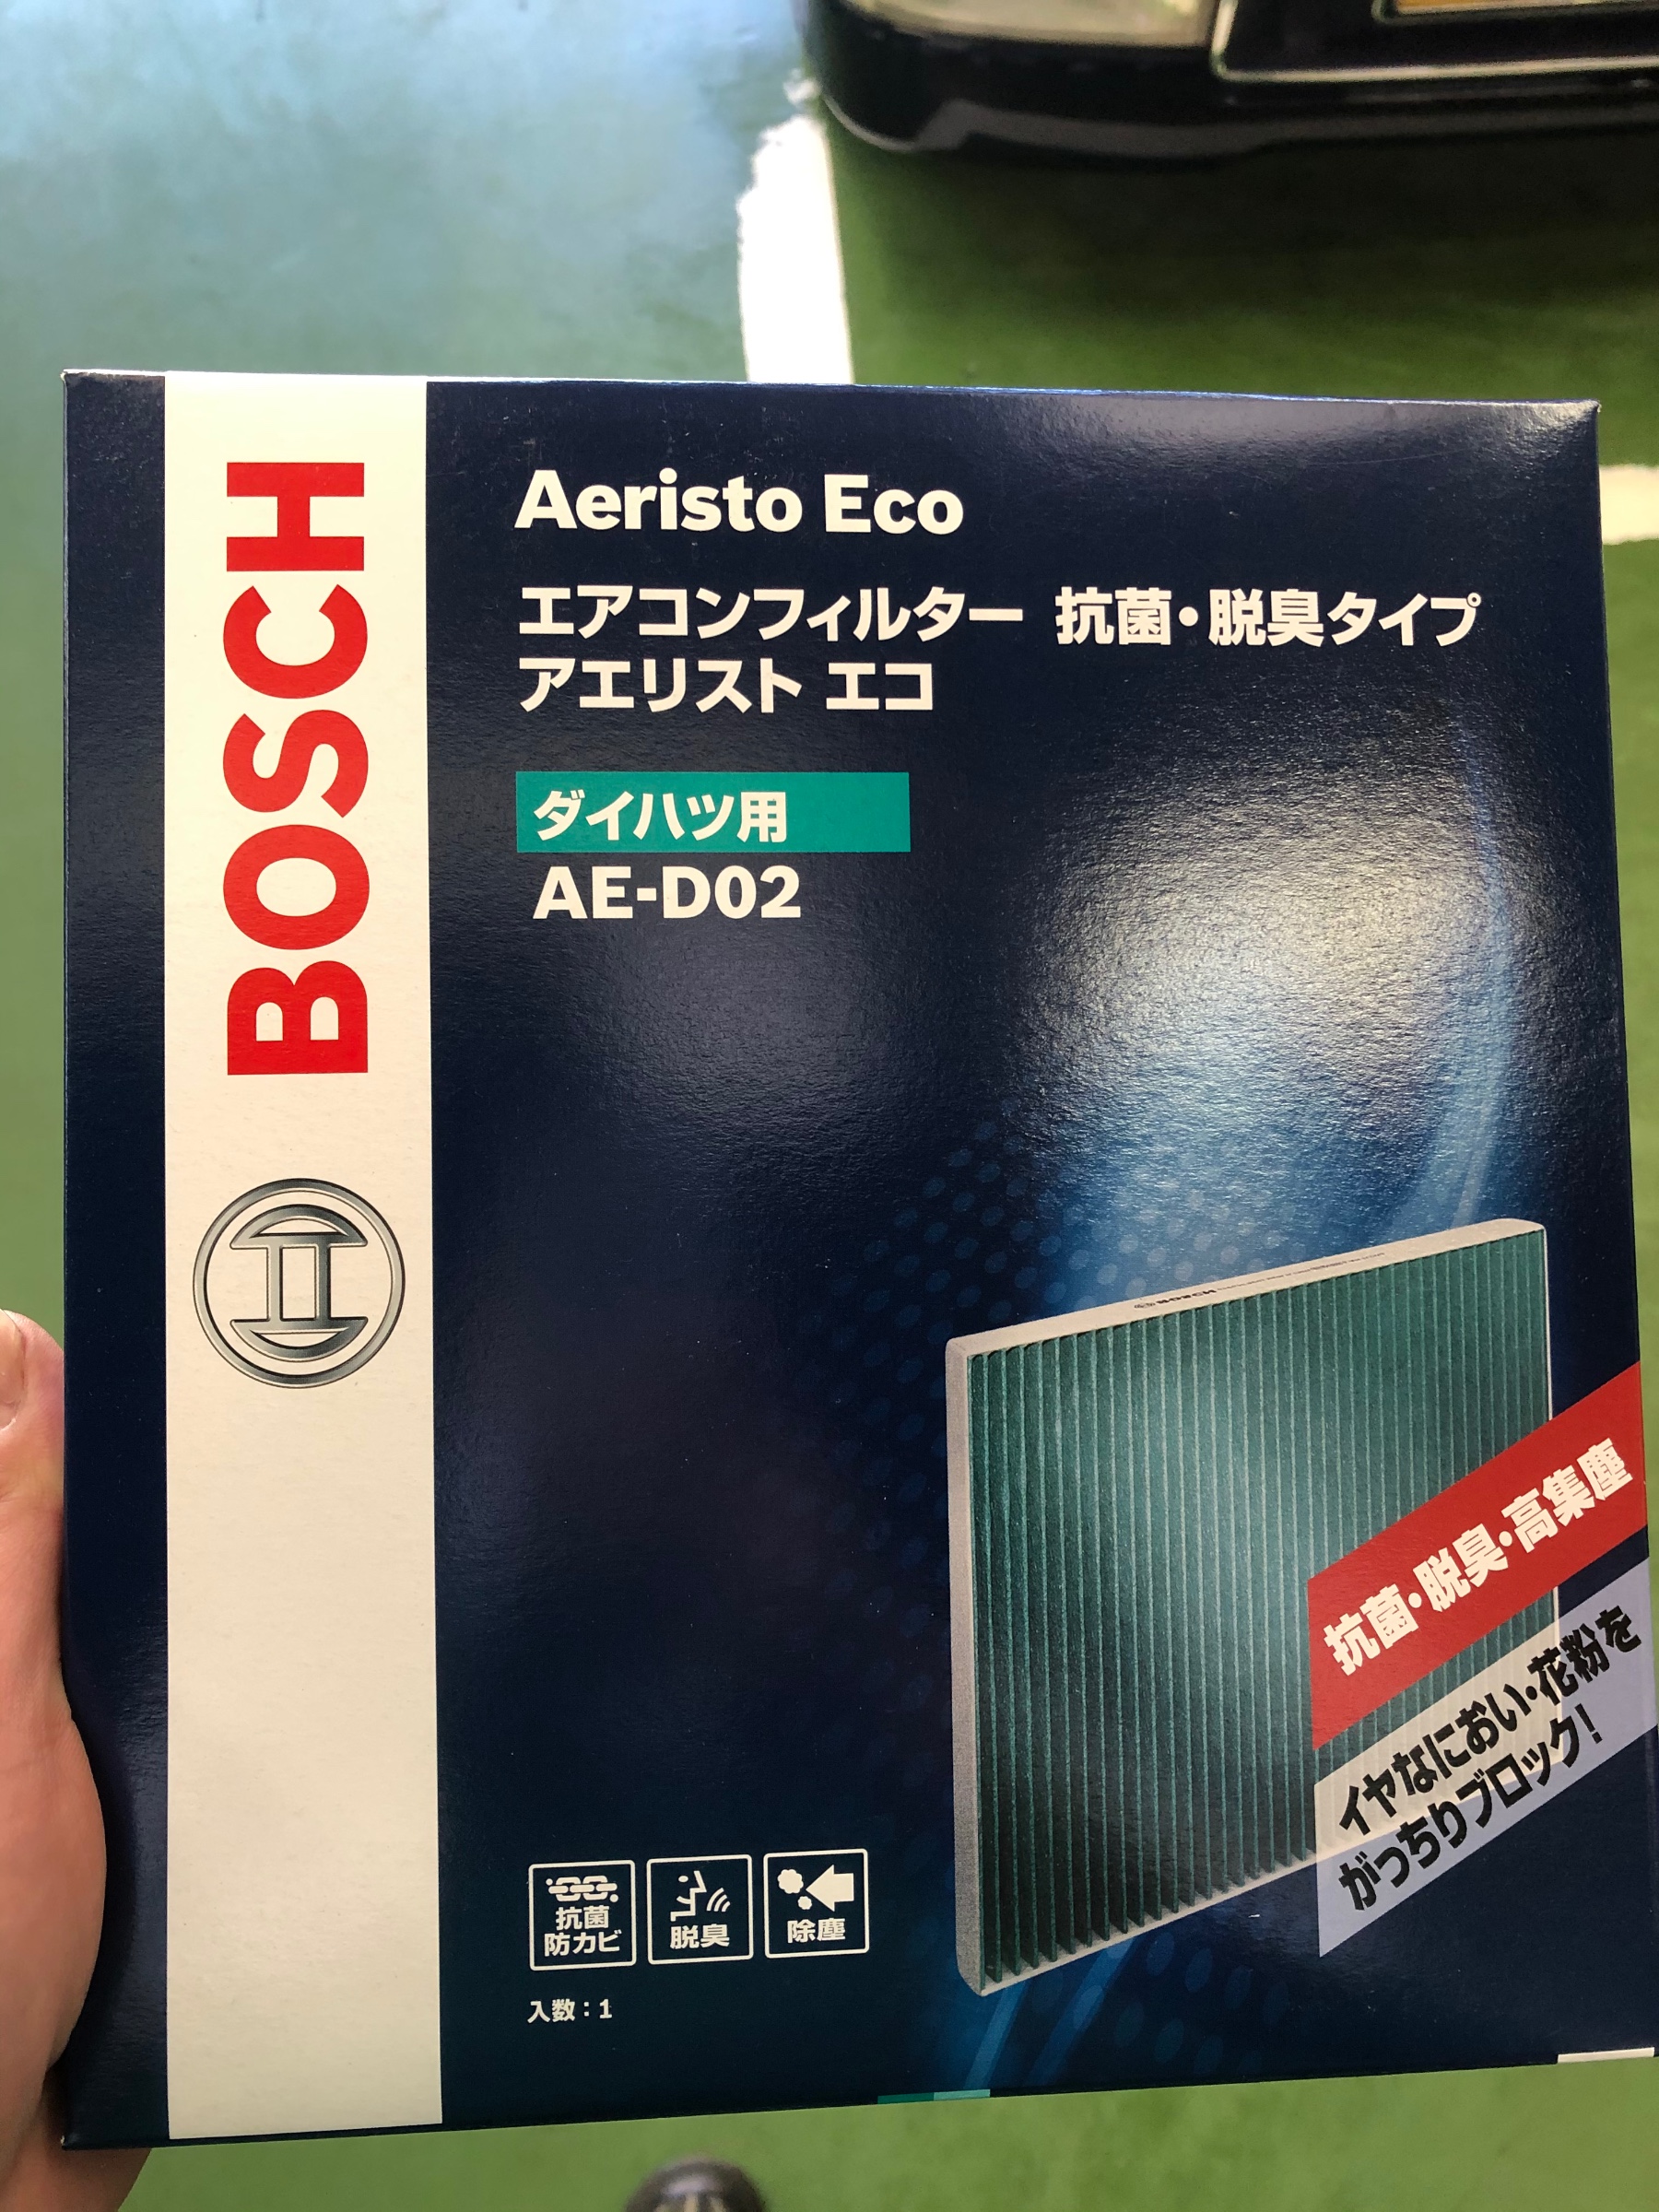 BOSCH
Aeristo Eco
エアコンフィルター 抗菌・脱臭タイプ
アエリスト エコ
ダイハツ用
AE-D02
BOSCH
抗菌・脱臭・高集塵
イヤなにおい・花粉を
がっちりブロック!
抗菌
防カビ
脱臭
除塵
入数:1